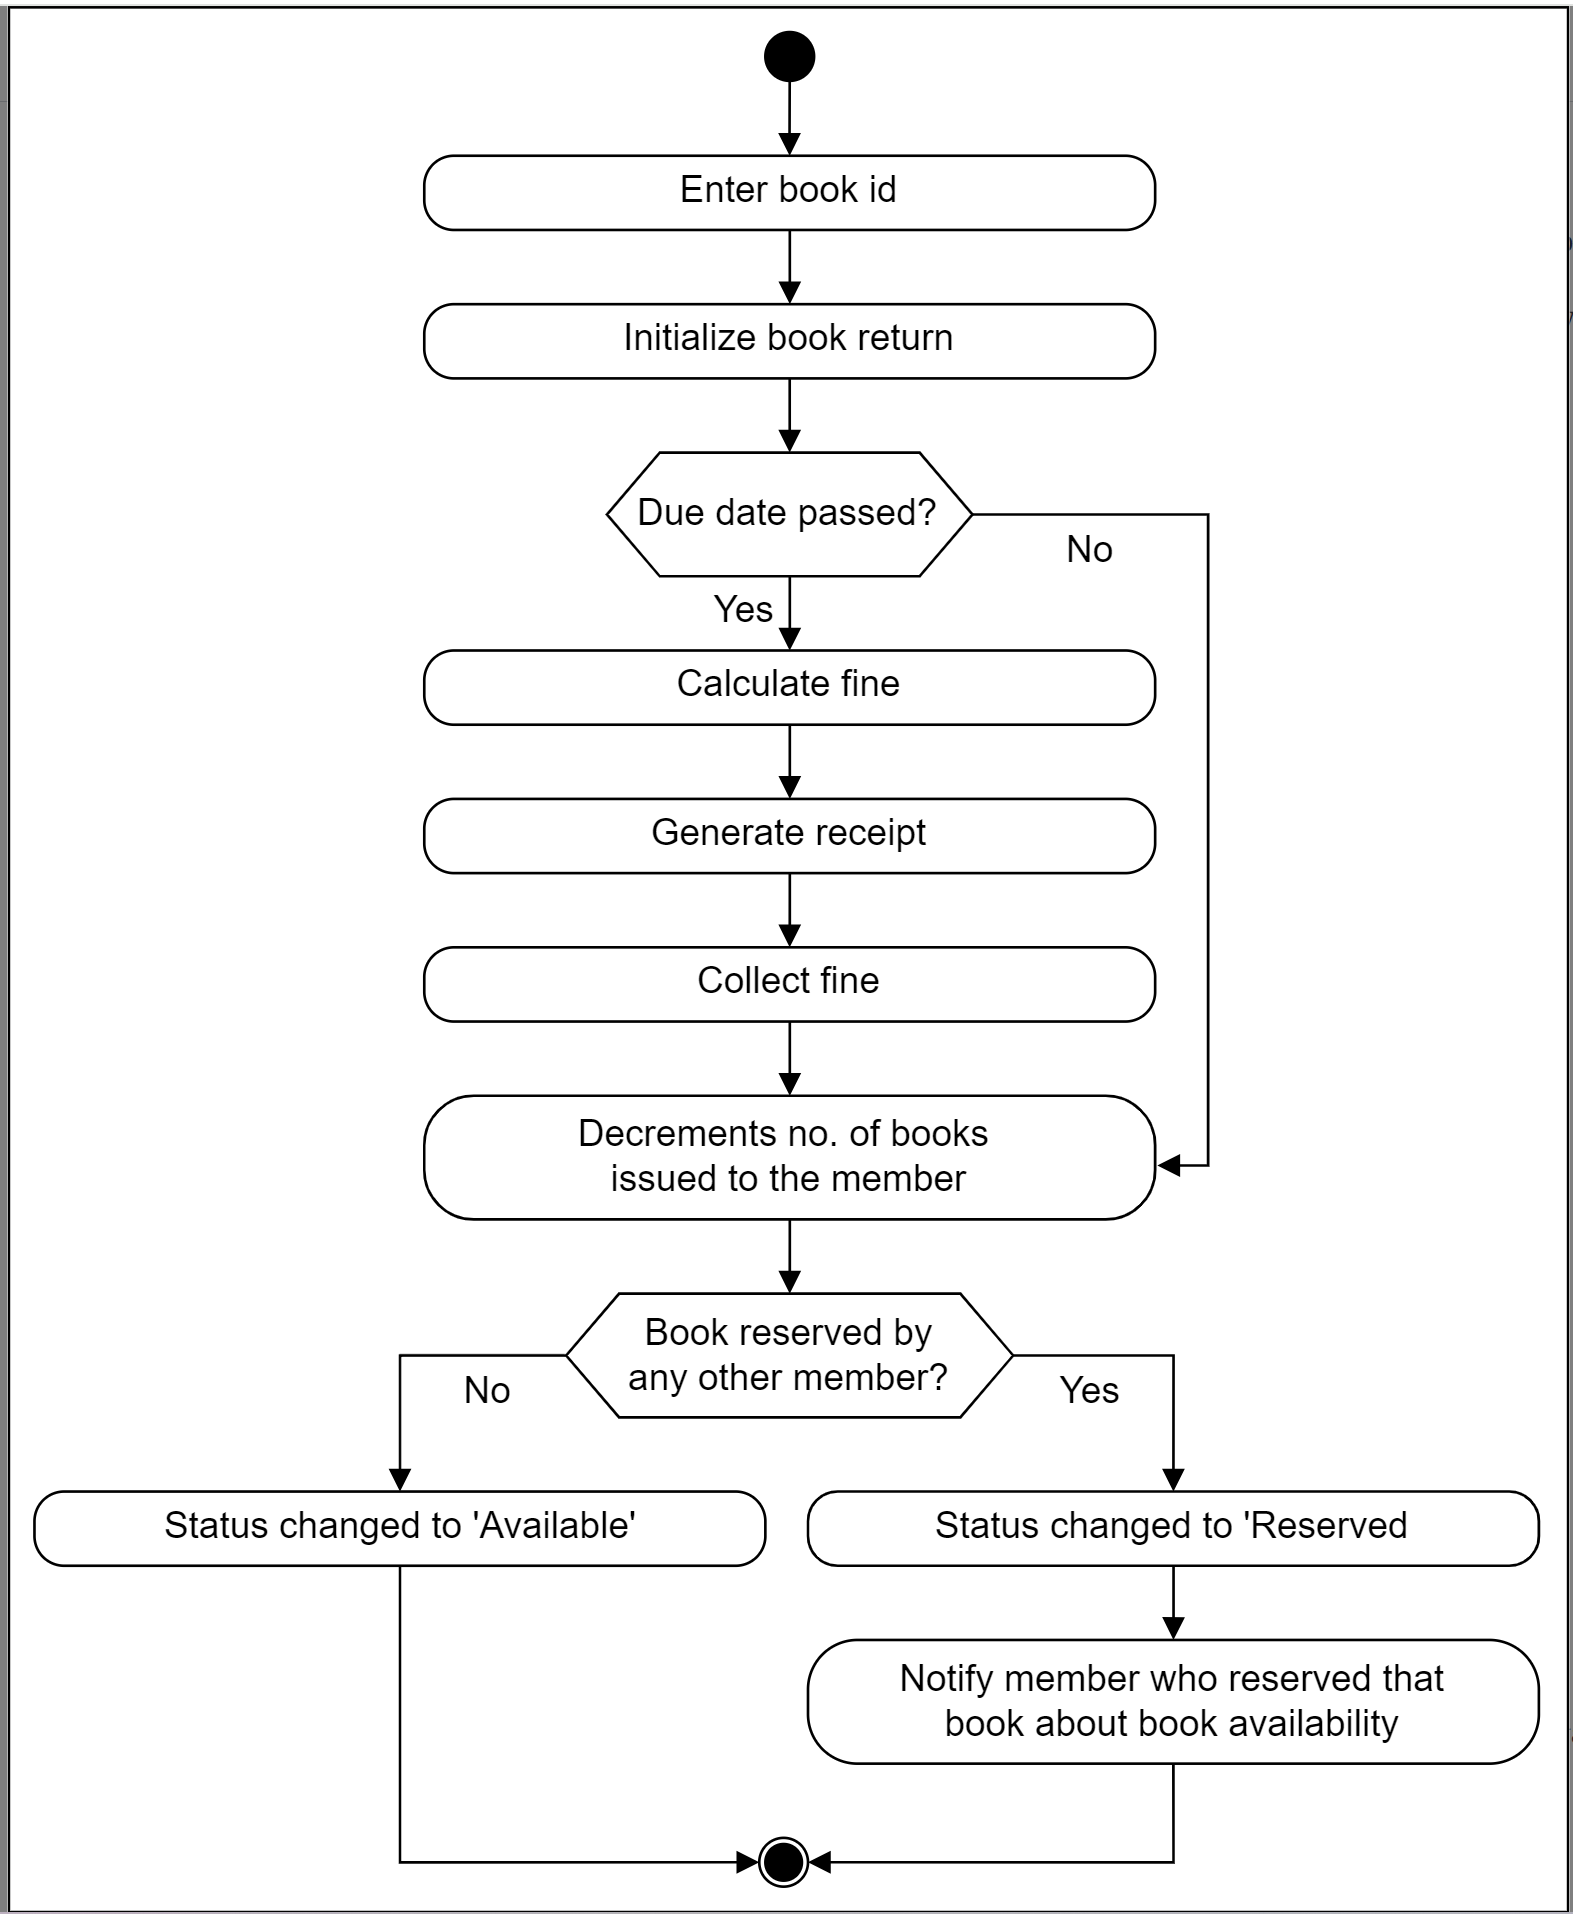 Enter book id
Initialize book return
Due date passed?
No
Yes
Calculate fine
Generate receipt
Collect fine
Decrements no. of books
issued to the member
Book reserved by
any other member?
No
Yes
Status changed to 'Available'
Status changed to 'Reserved
Notify member who reserved that
book about book availability